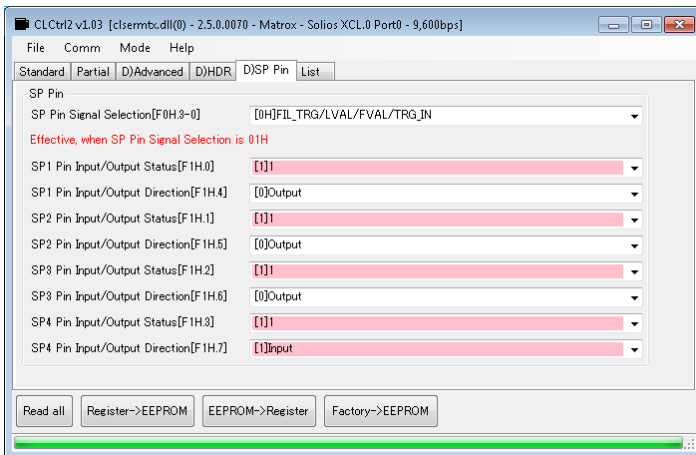 CLCtrl2 v1.03 [clsermtx.dll(0) - 2.5.0.0070 - Matrox - Solios XCL.0 Port0 - 9,600bps]
File Comm Mode Help
Standard Partial D)Advanced D)HDR D)SP Pin List
SP Pin
SP Pin Signal Selection[F0H.3-0] [0H]FIL_TRG/LVAL/FVAL/TRG_IN
Effective, when SP Pin Signal Selection is 01H
SP1 Pin Input/Output Status[F1H.0] [1]1
SP1 Pin Input/Output Direction[F1H.4] [0]Output
SP2 Pin Input/Output Status[F1H.1] [1]1
SP2 Pin Input/Output Direction[F1H.5] [0]Output
SP3 Pin Input/Output Status[F1H.2] [1]1
SP3 Pin Input/Output Direction[F1H.6] [0]Output
SP4 Pin Input/Output Status[F1H.3] [1]1
SP4 Pin Input/Output Direction[F1H.7] [1]Input
Read all Register->EEPROM EEPROM->Register Factory->EEPROM